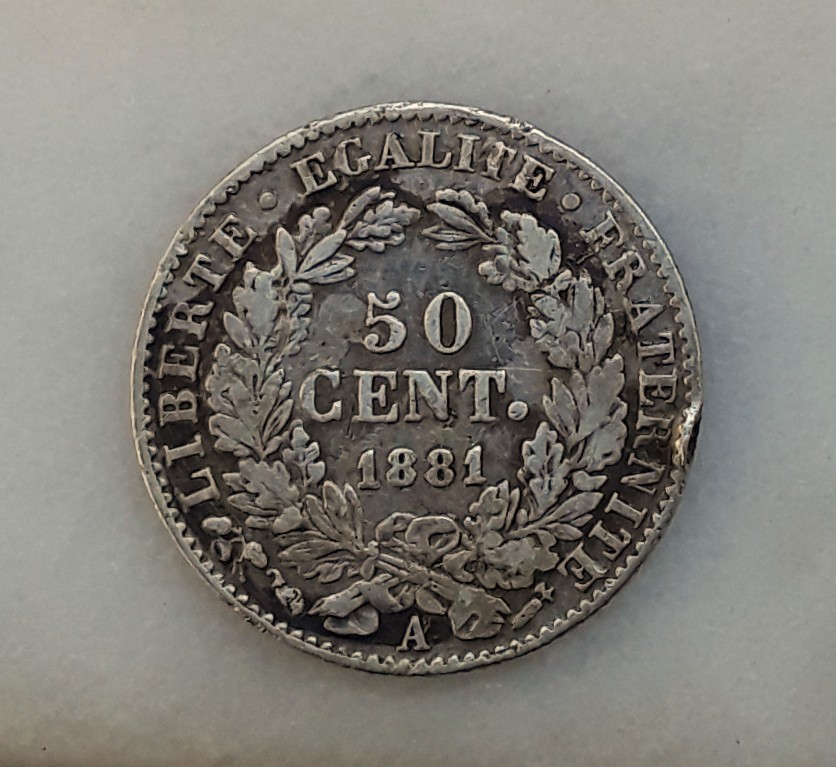 LIBERTE · EGALITE · FRATERNITE
50
CENT.
1881
A